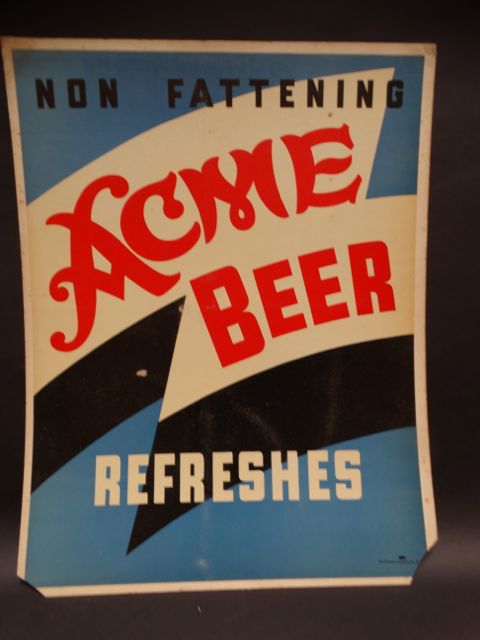 NON FATTENING
ACME
BEER
REFRESHES